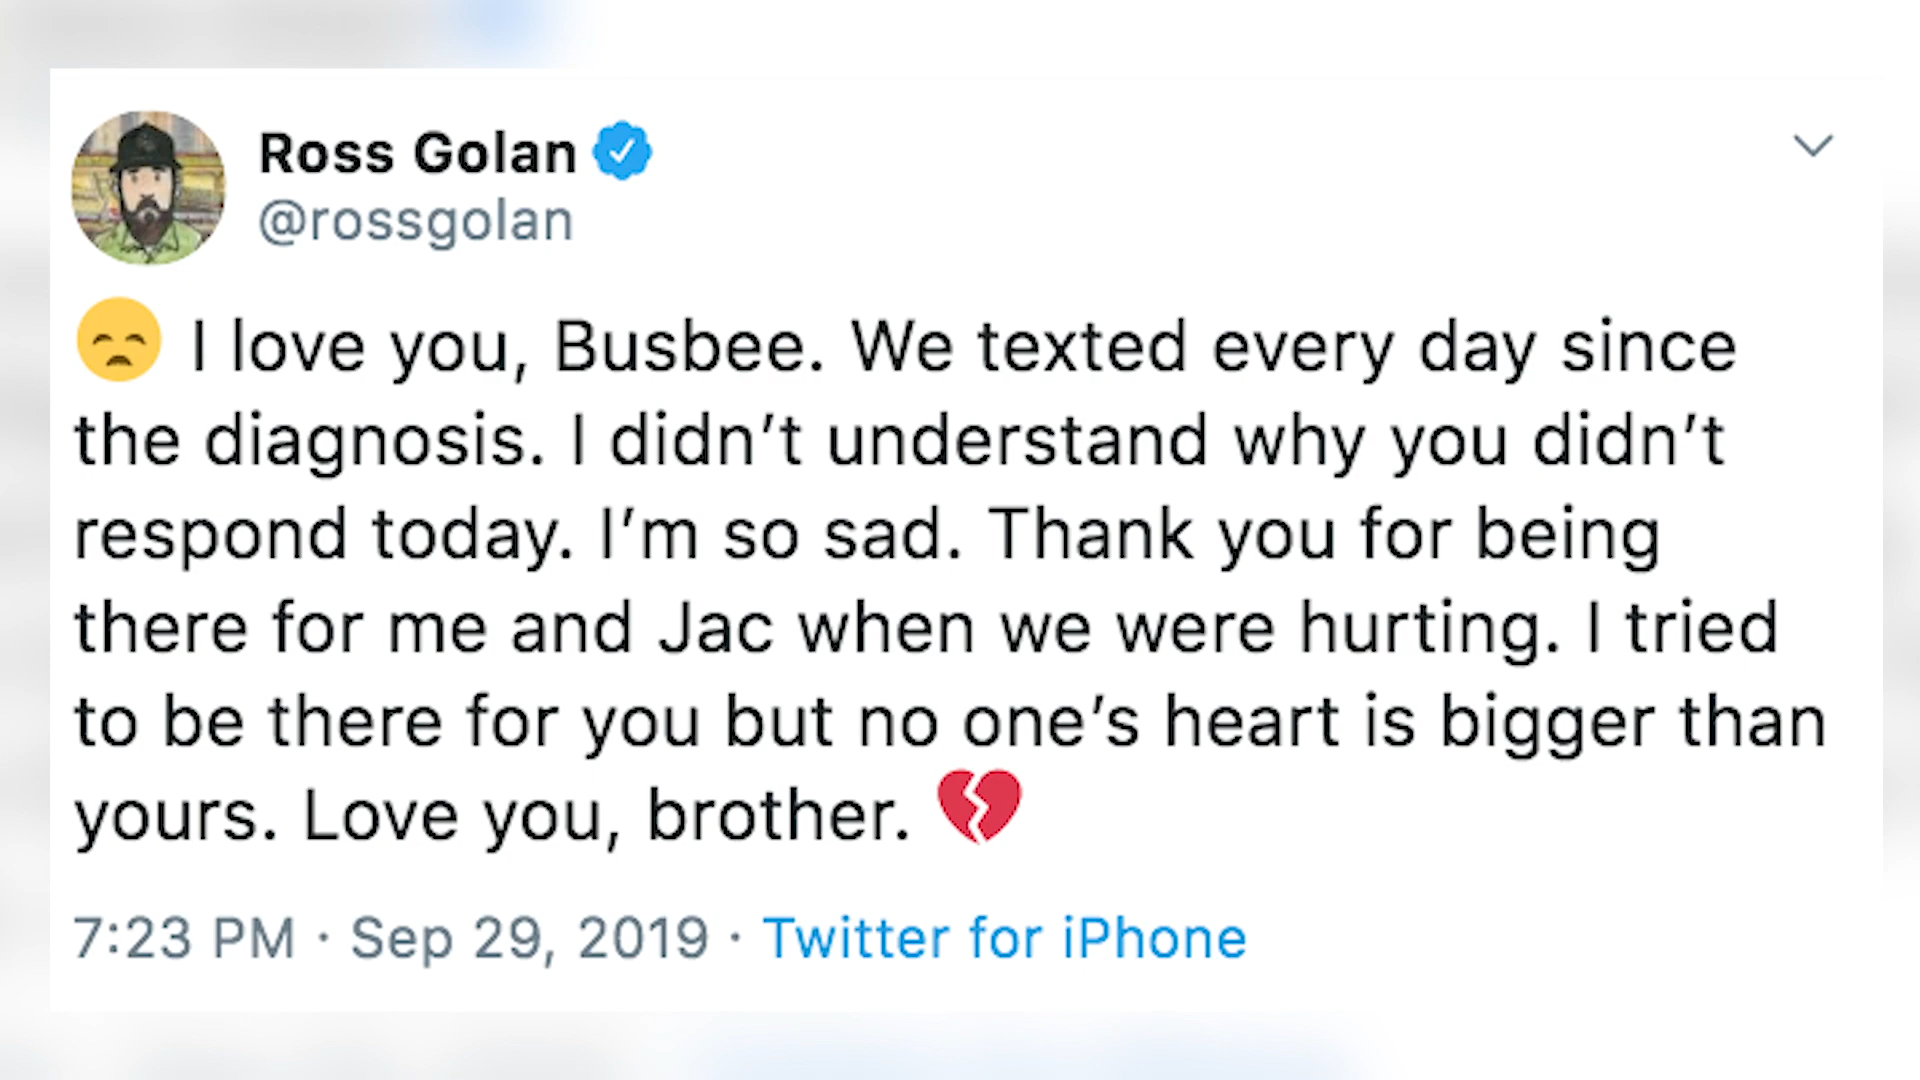 Ross Golan
@rossgolan
😞 I love you, Busbee. We texted every day since
the diagnosis. I didn’t understand why you didn’t
respond today. I’m so sad. Thank you for being
there for me and Jac when we were hurting. I tried
to be there for you but no one’s heart is bigger than
yours. Love you, brother. 💔
7:23 PM · Sep 29, 2019 · Twitter for iPhone